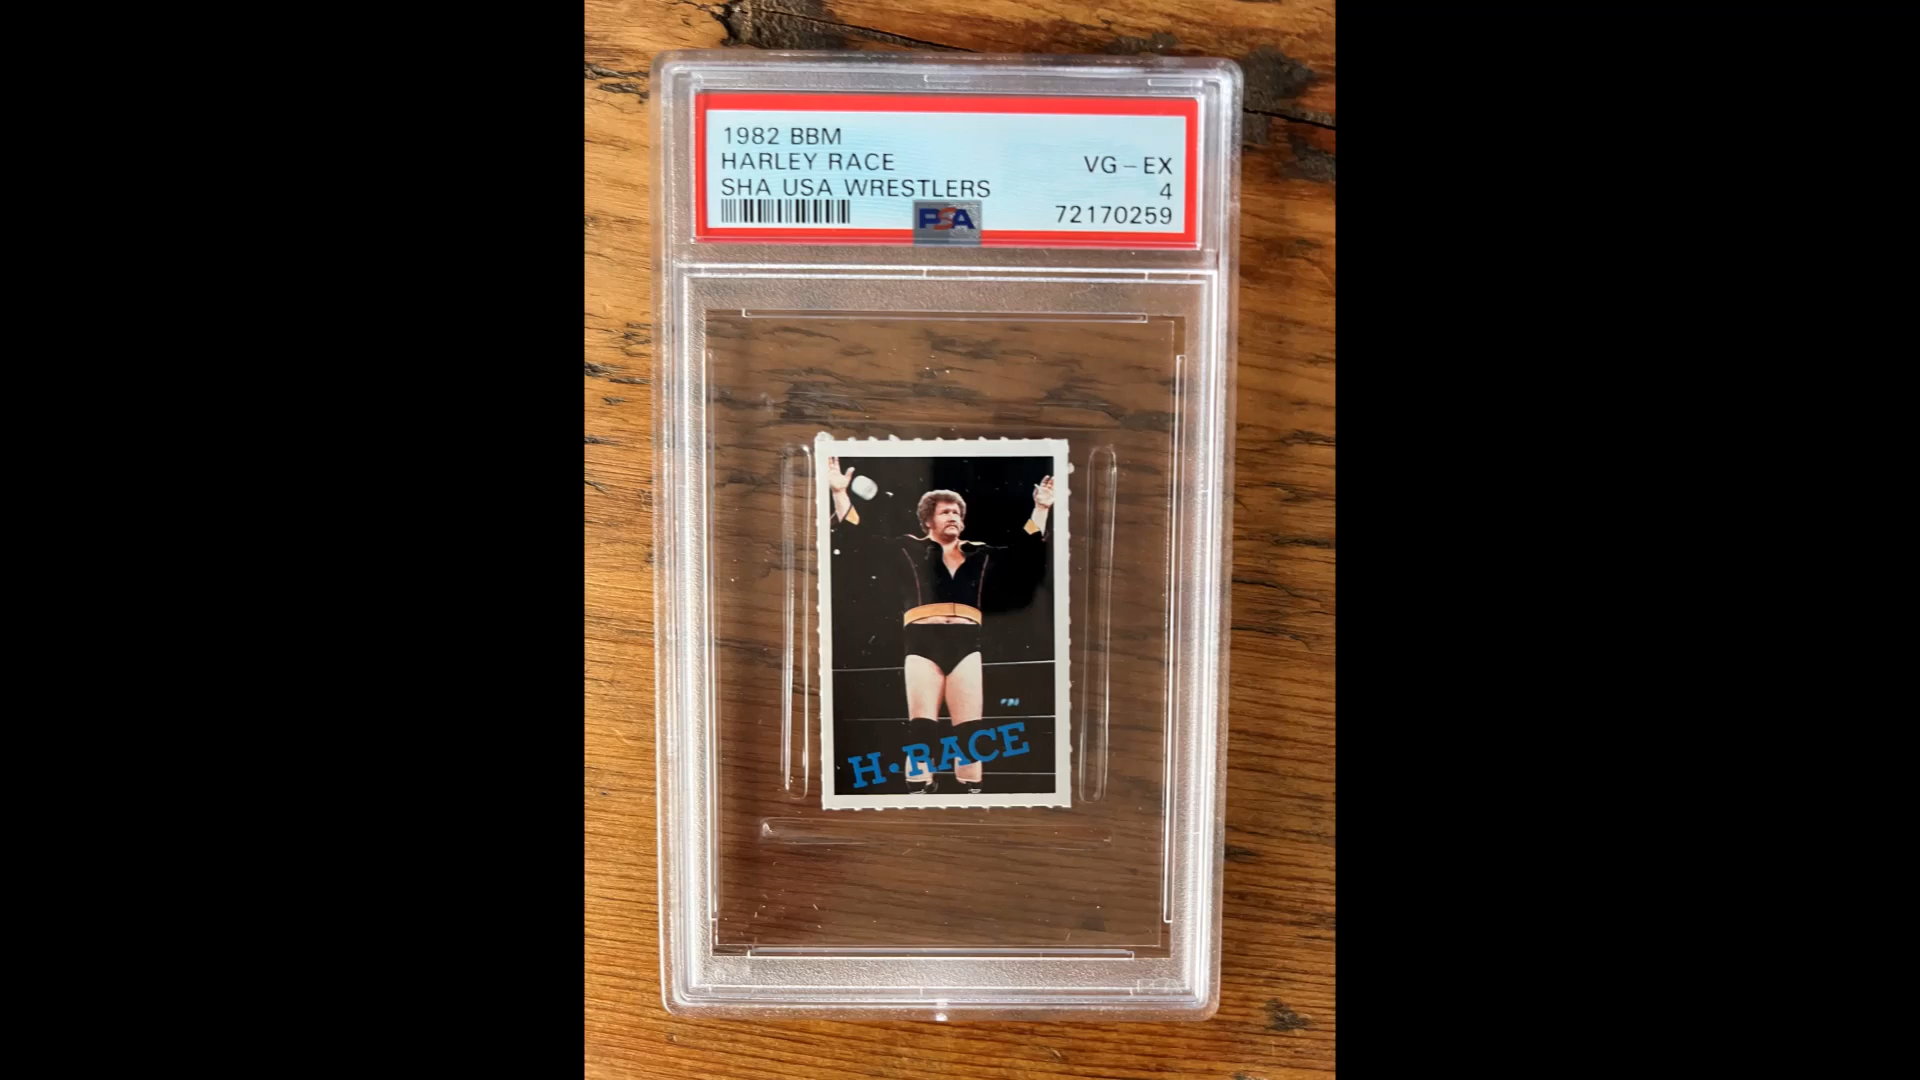 1982 BBM
HARLEY RACE VG - EX
SHA USA WRESTLERS 4
PSA 72170259
H·RACE